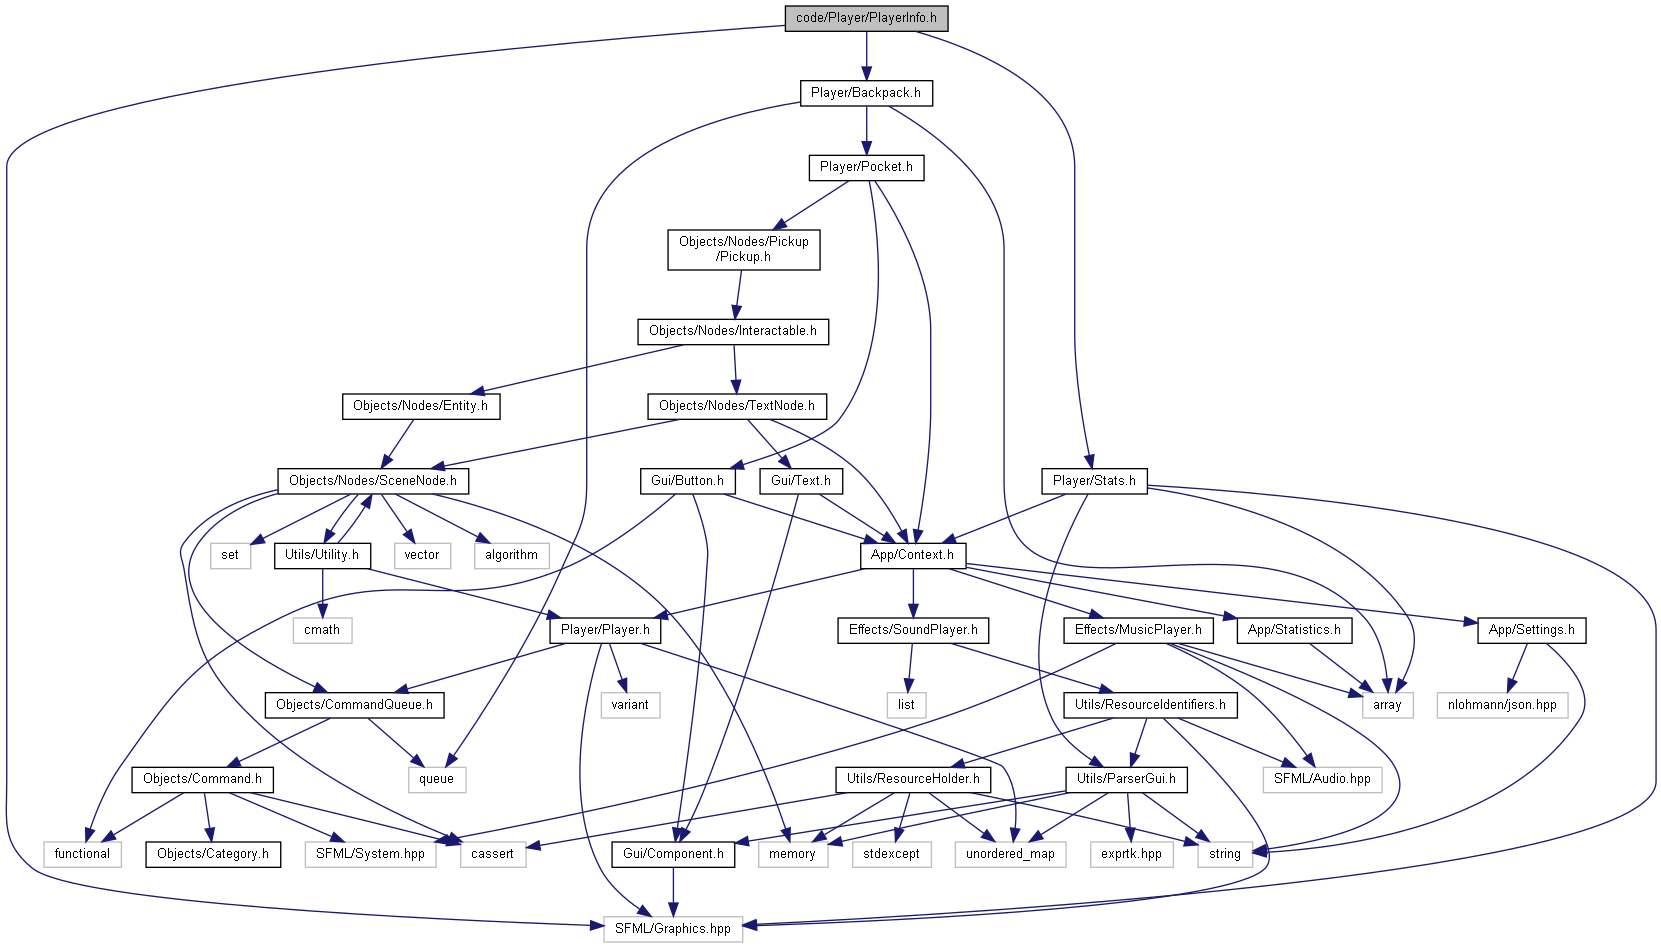 code/Player/PlayerInfo.h
Player/Backpack.h
Player/Pocket.h
Objects/Nodes/Pickup
/Pickup.h
Objects/Nodes/Interactable.h
Objects/Nodes/Entity.h
Objects/Nodes/TextNode.h
Objects/Nodes/SceneNode.h
Gui/Button.h
Gui/Text.h
Player/Stats.h
set
Utils/Utility.h
vector
algorithm
App/Context.h
cmath
Player/Player.h
Effects/SoundPlayer.h
Effects/MusicPlayer.h
App/Statistics.h
App/Settings.h
Objects/CommandQueue.h
variant
list
Utils/ResourceIdentifiers.h
array
nlohmann/json.hpp
Objects/Command.h
queue
Utils/ResourceHolder.h
Utils/ParserGui.h
SFML/Audio.hpp
functional
Objects/Category.h
SFML/System.hpp
cassert
Gui/Component.h
memory
stdexcept
unordered_map
exprtk.hpp
string
SFML/Graphics.hpp